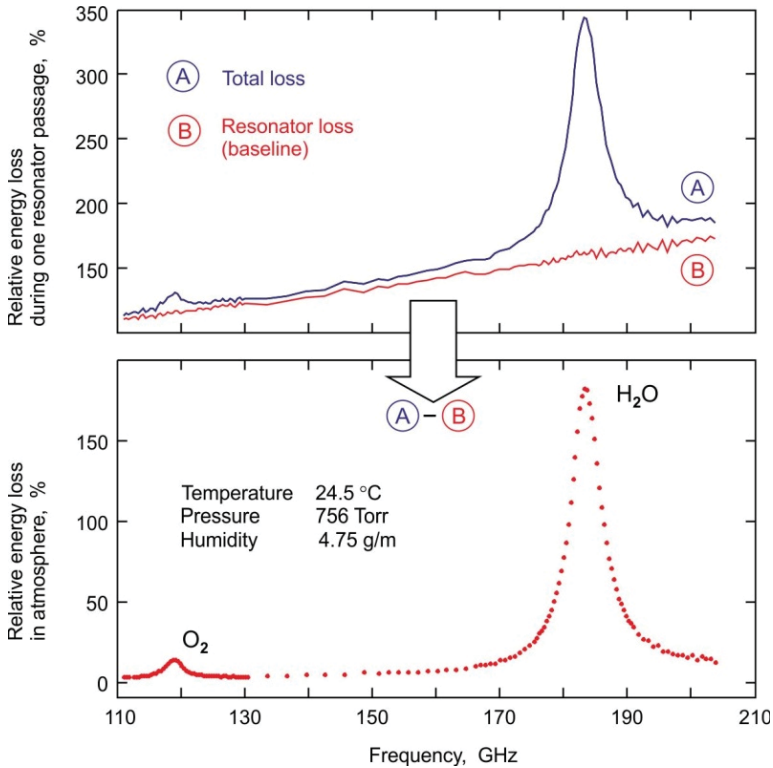 Relative energy loss
during one resonator passage, %
350
300
250
200
150
A Total loss
B Resonator loss
(baseline)
A
B
A – B
H₂O
Relative energy loss
in atmosphere, %
150
100
50
0
Temperature 24.5 °C
Pressure 756 Torr
Humidity 4.75 g/m
O₂
110 130 150 170 190 210
Frequency, GHz